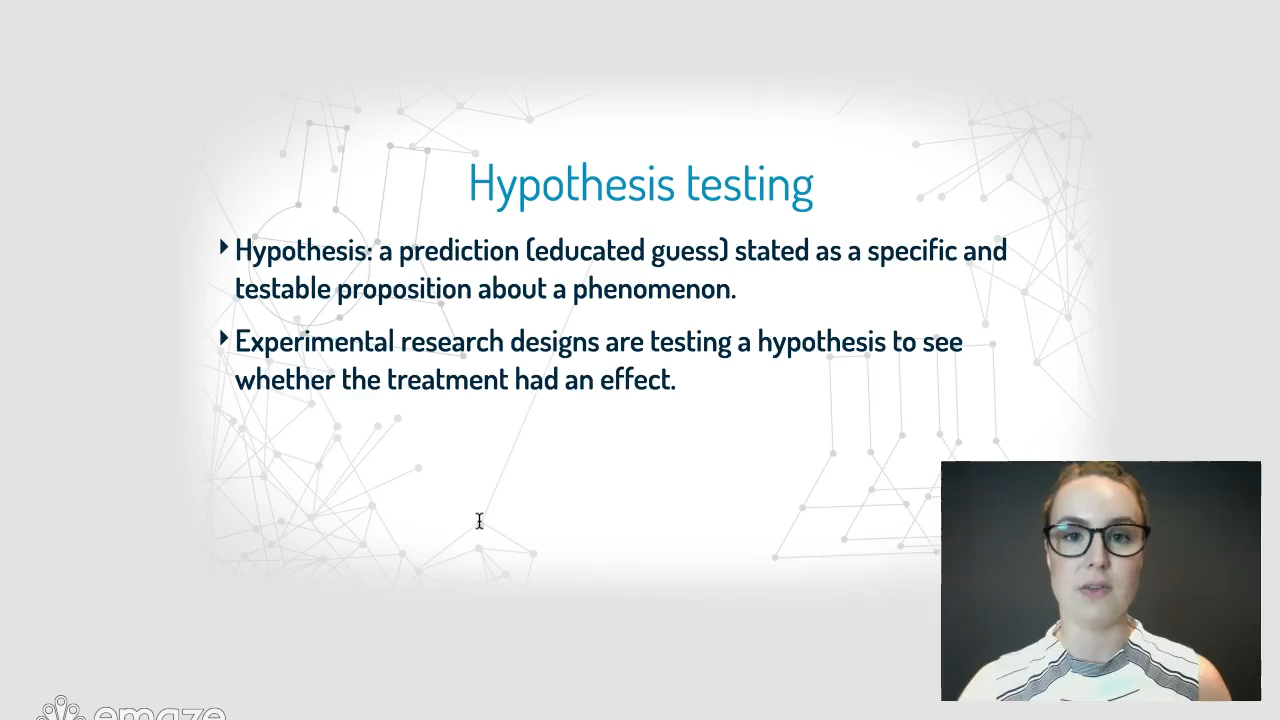 Hypothesis testing
Hypothesis: a prediction (educated guess) stated as a specific and
testable proposition about a phenomenon.
Experimental research designs are testing a hypothesis to see
whether the treatment had an effect.
emaze